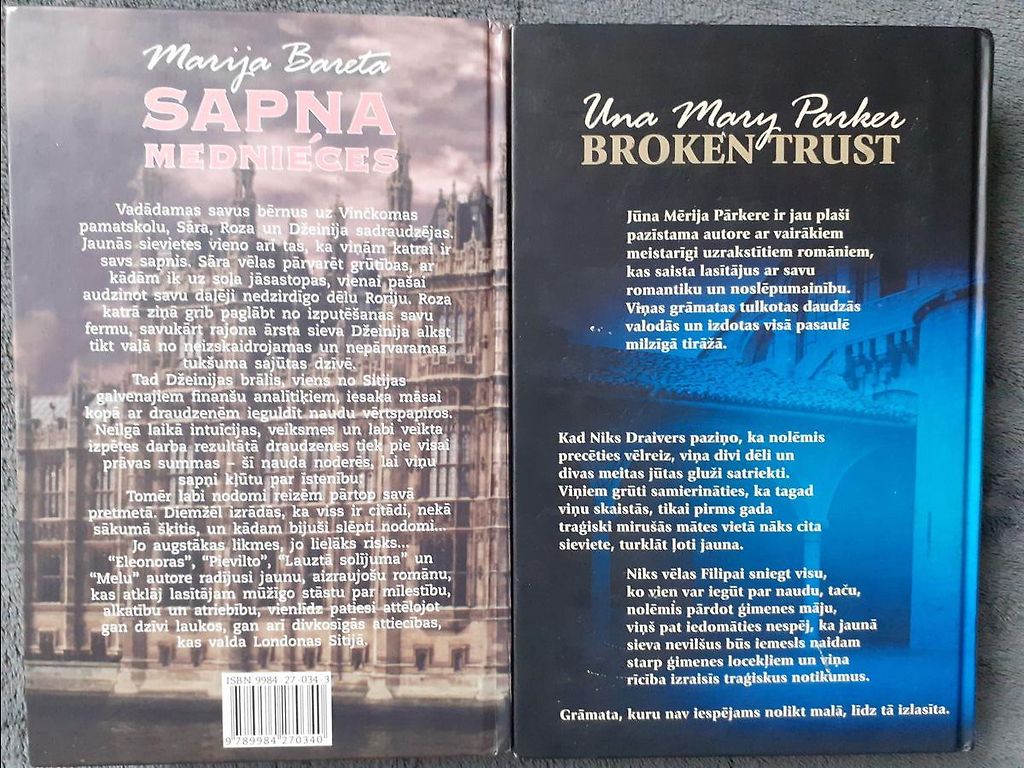 Marija Bareta
SAPŅA
MEDNIECES
Vadādamas savus bērnus uz Vinčkomas
pamatskolu, Sāra, Roza un Džeinija sadraudzējas.
Jaunās sievietes vieno arī tas, ka viņām katrai ir
savs sapnis. Sāra vēlas pārvarēt grūtības, ar
kādām ik uz soļa jāsastopas, vienai pašai
audzinot savu daļēji nedzirdīgo dēlu Roriju. Roza
katrā ziņā grib paglābt no izputēšanas savu
fermu, savukārt rajona ārsta sieva Džeinija alkst
tikt vaļā no neizskaidrojamas un nepārvaramas
tukšuma sajūtas dzīvē.
Tad Džeinijas brālis, viens no Sitijas
galvenajiem finanšu analītiķiem, iesaka māsai
kopā ar draudzenēm ieguldīt naudu vērtspapīros.
Neilgā laikā intuīcijas, veiksmes un labi veikta
izpētes darba rezultātā draudzenes tiek pie visai
prāvas summas – šī nauda noderēs, lai viņu
sapņi kļūtu par īstenību.
Tomēr labi nodomi reizēm pārtop savā
pretmetā. Diemžēl izrādās, ka viss ir citādi, nekā
sākumā šķitis, un kādam bijuši slēpti nodomi...
Jo augstākas likmes, jo lielāks risks...
“Eleonoras”, “Pievilto”, “Lauztā solījuma” un
“Melu” autore radījusi jaunu, aizraujošu romānu,
kas atklāj lasītājam mūžīgo stāstu par mīlestību,
alkatību un atriebību, vienlīdz patiesi attēlojot
gan dzīvi laukos, gan arī divkosīgās attiecības,
kas valda Londonas Sitijā.
ISBN 9984-27-034-3
9 789984 270340
Una Mary Parker
BROKEN TRUST
Jūna Mērija Pārkere ir jau plaši
pazīstama autore ar vairākiem
meistarīgi uzrakstītiem romāniem,
kas saista lasītājus ar savu
romantiku un noslēpumainību.
Viņas grāmatas tulkotas daudzās
valodās un izdotas visā pasaulē
milzīgā tirāžā.
Kad Niks Draivers paziņo, ka nolēmis
precēties vēlreiz, viņa divi dēli un
divas meitas jūtas gluži satriekti.
Viņiem grūti samierināties, ka tagad
viņu skaistās, tikai pirms gada
traģiski mirušās mātes vietā nāks cita
sieviete, turklāt ļoti jauna.
Niks vēlas Filipai sniegt visu,
ko vien var iegūt par naudu, taču,
nolēmis pārdot ģimenes māju,
viņš pat iedomāties nespēj, ka jaunā
sieva nevilšus būs iemesls naidam
starp ģimenes locekļiem un viņa
rīcība izraisīs traģiskus notikumus.
Grāmata, kuru nav iespējams nolikt malā, līdz tā izlasīta.